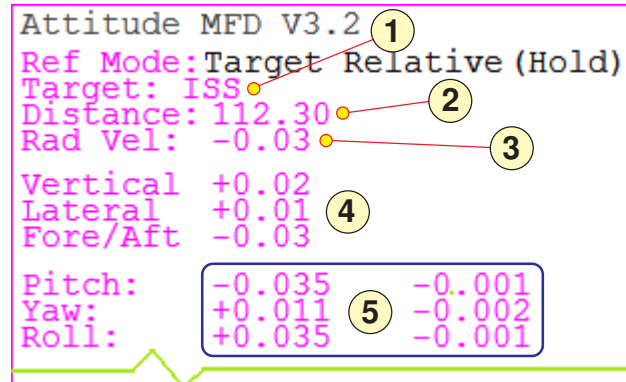 Attitude MFD V3.2
1
Ref Mode: Target Relative (Hold)
Target: ISS
Distance: 112.30
2
Rad Vel: -0.03
3
Vertical +0.02
Lateral +0.01
4
Fore/Aft -0.03
Pitch: -0.035 -0..001
Yaw: +0.011 5 -0.002
Roll: +0.035 -0.001